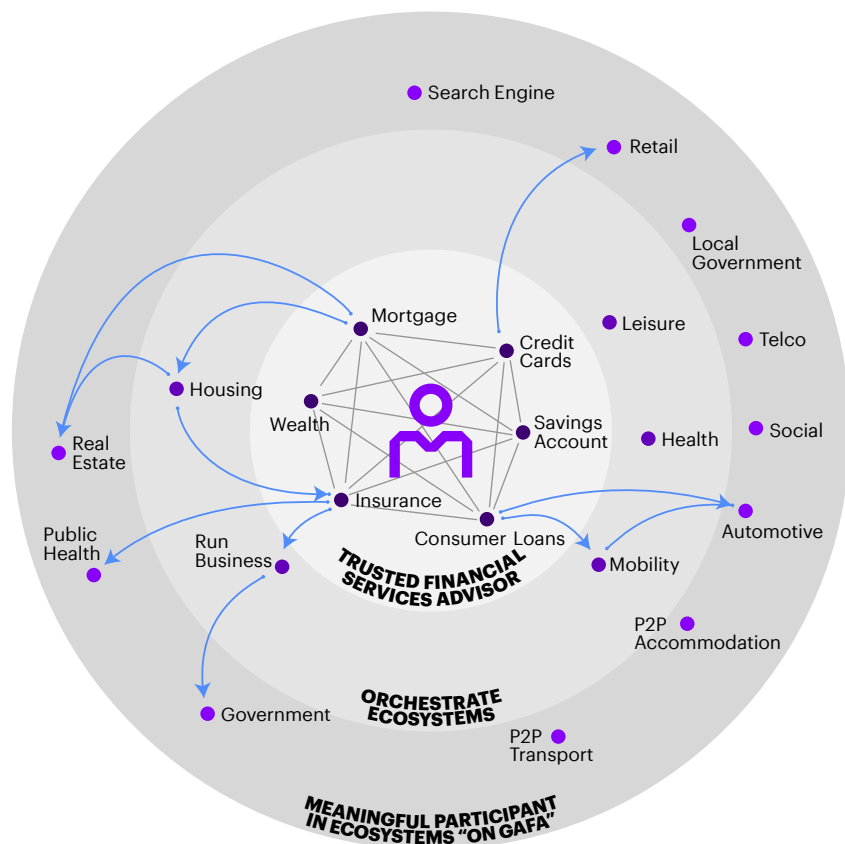 Search Engine
Retail
Local
Government
Mortgage
Leisure
Credit
Cards
Telco
Housing
Wealth
Savings
Account
Social
Health
Real
Estate
Insurance
Public
Health
Run
Business
Consumer Loans
Automotive
Mobility
TRUSTED FINANCIAL
SERVICES ADVISOR
P2P
Accommodation
ORCHESTRATE
ECOSYSTEMS
Government
P2P
Transport
MEANINGFUL PARTICIPANT
IN ECOSYSTEMS “ON GAFA”